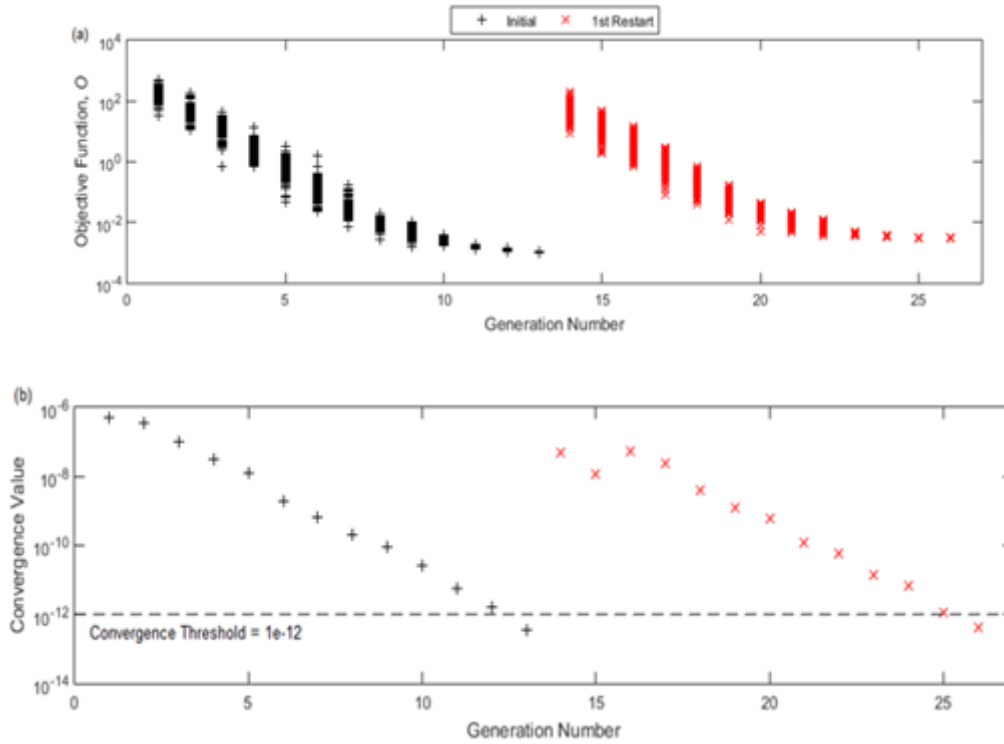 Initial 1st Restart
(a)
10^4
10^2
10^0
10^-2
10^-4
Objective Function, O
0 5 10 15 20 25
Generation Number
(b)
10^-6
10^-8
10^-10
10^-12
10^-14
Convergence Value
Convergence Threshold = 1e-12
0 5 10 15 20 25
Generation Number